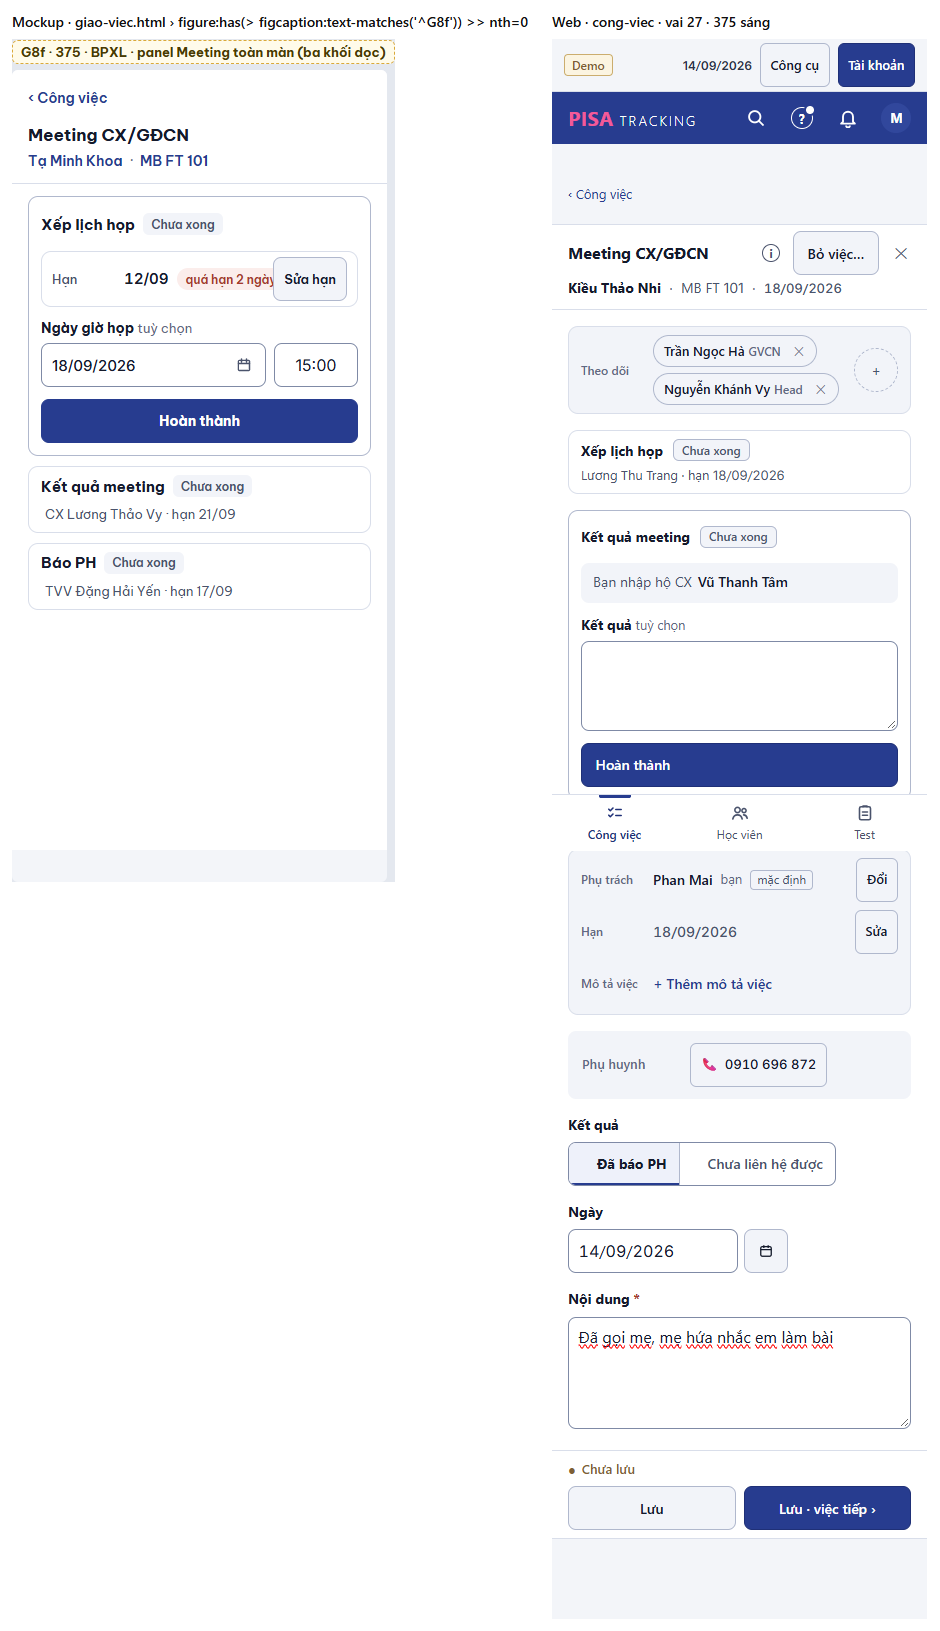 Mockup · giao-viec.html › figure:has(> figcaption:text-matches('^G8f')) >> nth=0
G8f · 375 · BPXL · panel Meeting toàn màn (ba khối dọc)
‹ Công việc
Meeting CX/GĐCN
Tạ Minh Khoa · MB FT 101
Xếp lịch họp Chưa xong
Hạn 12/09 quá hạn 2 ngày Sửa hạn
Ngày giờ họp tuỳ chọn
18/09/2026 15:00
Hoàn thành
Kết quả meeting Chưa xong
CX Lương Thảo Vy · hạn 21/09
Báo PH Chưa xong
TVV Đặng Hải Yến · hạn 17/09
Web · cong-viec · vai 27 · 375 sáng
Demo 14/09/2026 Công cụ Tài khoản
PISA TRACKING ? M
‹ Công việc
Meeting CX/GĐCN i Bỏ việc...
Kiều Thảo Nhi · MB FT 101 · 18/09/2026
Theo dõi
Trần Ngọc Hà GVCN
Nguyễn Khánh Vy Head
+
Xếp lịch họp Chưa xong
Lương Thu Trang · hạn 18/09/2026
Kết quả meeting Chưa xong
Bạn nhập hộ CX Vũ Thanh Tâm
Kết quả tuỳ chọn
Hoàn thành
Công việc Học viên Test
Phụ trách Phan Mai bạn mặc định Đổi
Hạn 18/09/2026 Sửa
Mô tả việc + Thêm mô tả việc
Phụ huynh 0910 696 872
Kết quả
Đã báo PH Chưa liên hệ được
Ngày
14/09/2026
Nội dung *
Đã gọi mẹ, mẹ hứa nhắc em làm bài
● Chưa lưu
Lưu Lưu · việc tiếp ›